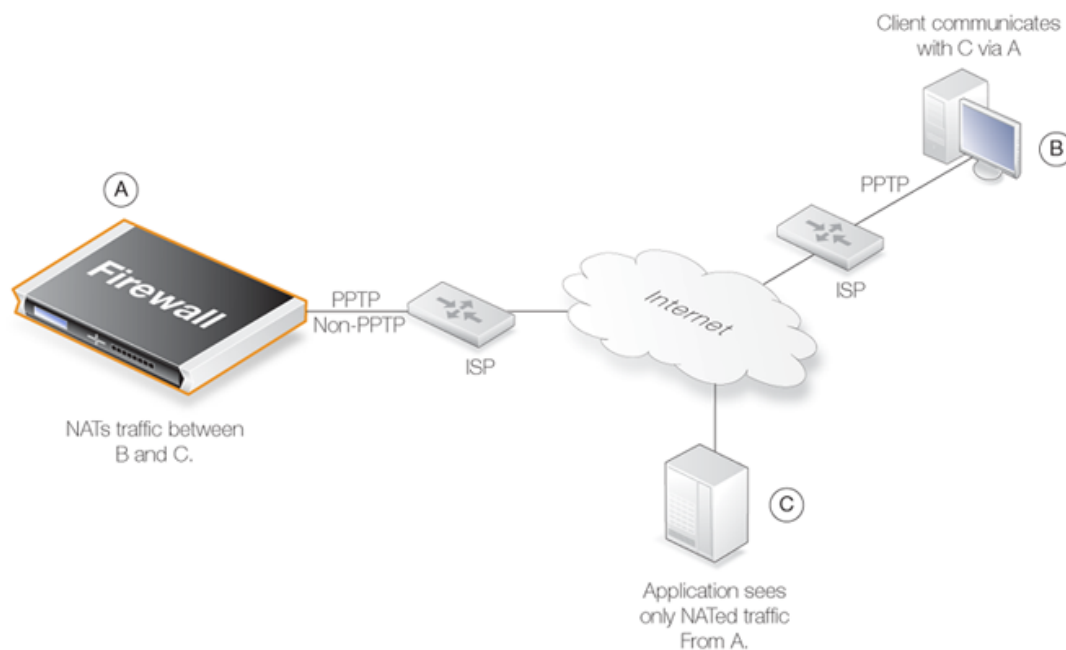 Client communicates
with C via A
B
PPTP
A
Firewall
PPTP
Non-PPTP
ISP
Internet
ISP
NATs traffic between
B and C.
C
Application sees
only NATed traffic
From A.